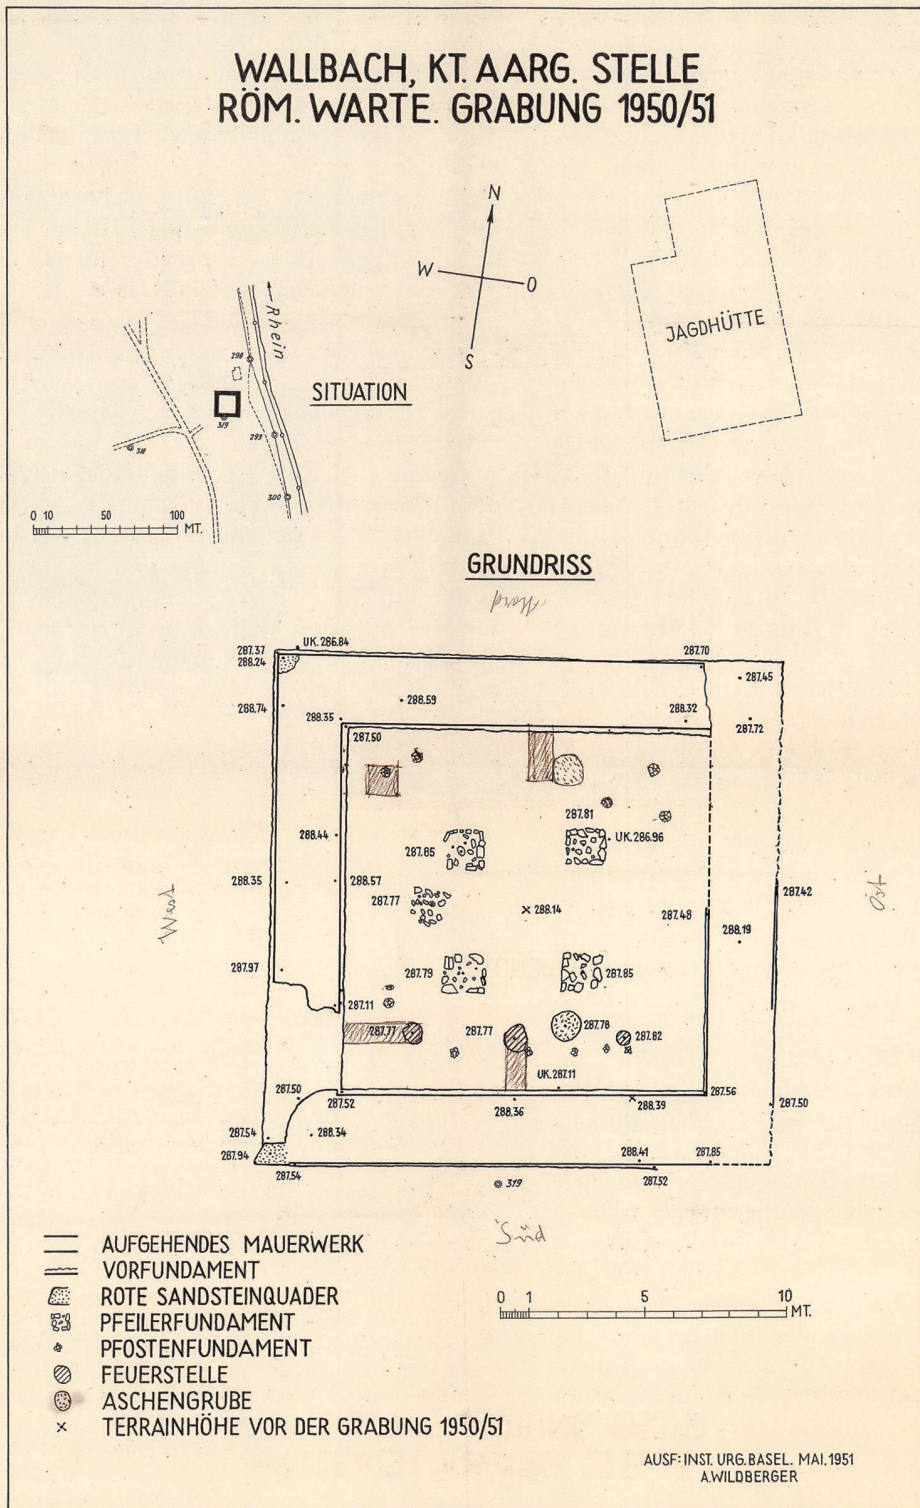 WALLBACH, KT. AARG. STELLE
RÖM. WARTE. GRABUNG 1950/51
N
W
O
S
JAGDHÜTTE
Rhein
298
SITUATION
319
299
311
300
0 10 50 100
MT.
GRUNDRISS
Nord
287.37
UK.286.84
287.70
288.24
287.45
288.74
288.59
288.35
288.32
287.72
287.50
287.81
UK.286.96
288.44
287.85
288.35
288.57
287.77
287.42
288.14
287.48
288.19
West
Ost
287.97
287.79
287.85
287.11
287.77
287.77
287.78
287.82
UK.287.11
287.50
287.52
287.56
287.50
288.36
288.39
287.54
288.34
287.94
288.41
287.85
287.54
287.52
319
Süd
AUFGEHENDES MAUERWERK
VORFUNDAMENT
ROTE SANDSTEINQUADER
PFEILERFUNDAMENT
PFOSTENFUNDAMENT
FEUERSTELLE
ASCHENGRUBE
TERRAINHÖHE VOR DER GRABUNG 1950/51
0 1 5 10
MT.
AUSF: INST. URG. BASEL. MAI, 1951
A.WILDBERGER